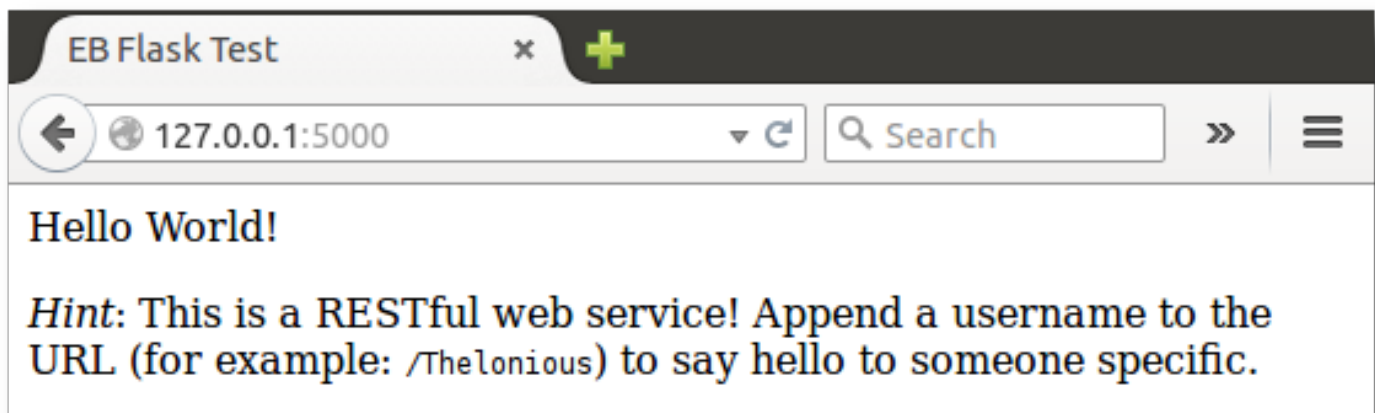 EB Flask Test
127.0.0.1:5000
Search
Hello World!
Hint: This is a RESTful web service! Append a username to the
URL (for example: /Thelonious) to say hello to someone specific.